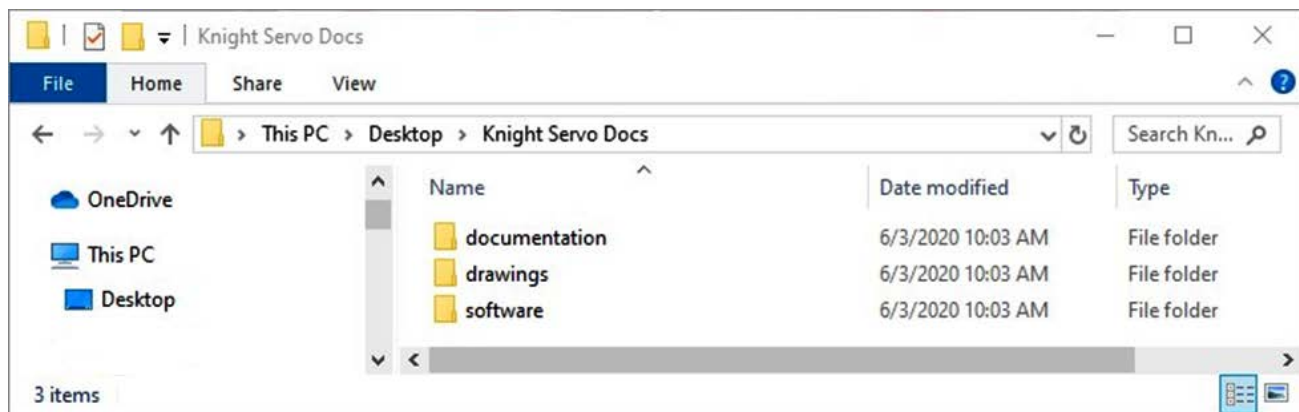 Knight Servo Docs
File Home Share View
This PC > Desktop > Knight Servo Docs Search Kn...
OneDrive
This PC
Desktop
Name Date modified Type
documentation 6/3/2020 10:03 AM File folder
drawings 6/3/2020 10:03 AM File folder
software 6/3/2020 10:03 AM File folder
3 items